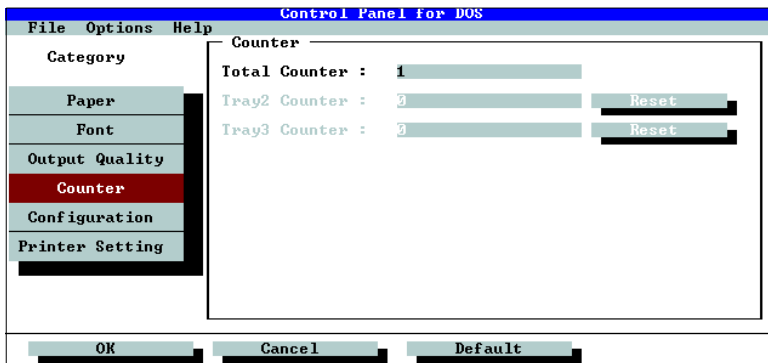 Control Panel for DOS
File Options Help
Category
Paper
Font
Output Quality
Counter
Configuration
Printer Setting
Counter
Total Counter : 1
Tray2 Counter : 0 Reset
Tray3 Counter : 0 Reset
OK Cancel Default